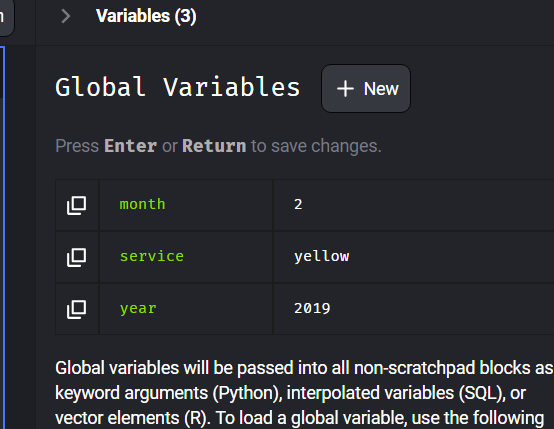 Variables (3)
Global Variables
+ New
Press Enter or Return to save changes.
month 2
service yellow
year 2019
Global variables will be passed into all non-scratchpad blocks as
keyword arguments (Python), interpolated variables (SQL), or
vector elements (R). To load a global variable, use the following